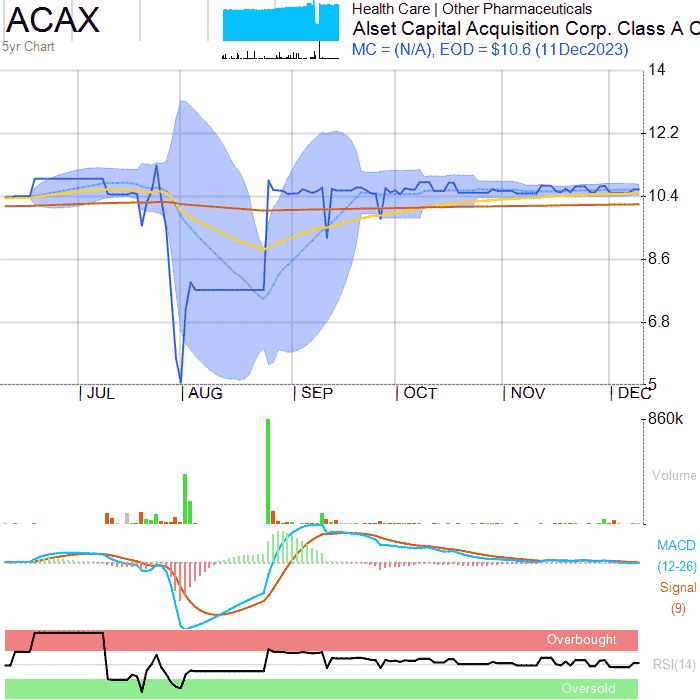 ACAX
5yr Chart
Health Care | Other Pharmaceuticals
Alset Capital Acquisition Corp. Class A C
MC = (N/A), EOD = $10.6 (11Dec2023)
14
12.2
10.4
8.6
6.8
5
JUL
AUG
SEP
OCT
NOV
DEC
860k
Volume
MACD
(12-26)
Signal
(9)
Overbought
RSI(14)
Oversold